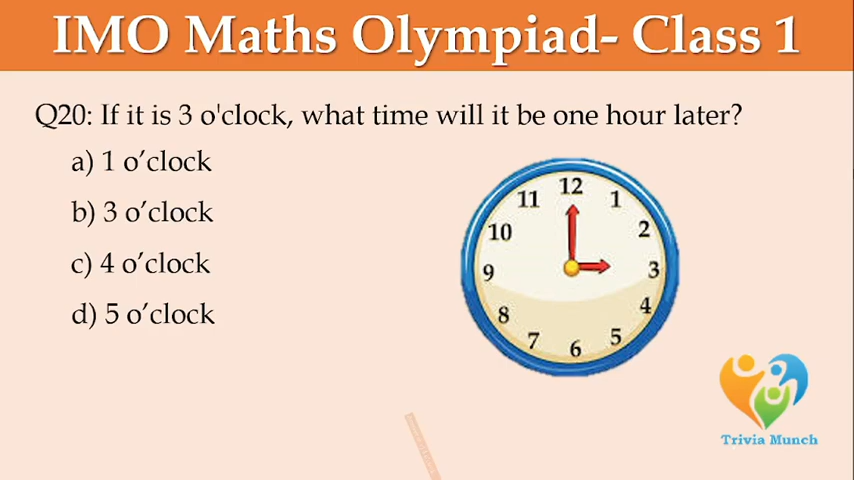 IMO Maths Olympiad- Class 1
Q20: If it is 3 o'clock, what time will it be one hour later?
a) 1 o’clock
b) 3 o’clock
c) 4 o’clock
d) 5 o’clock
12
11
1
10
2
9
3
8
4
7
5
6
Trivia Munch